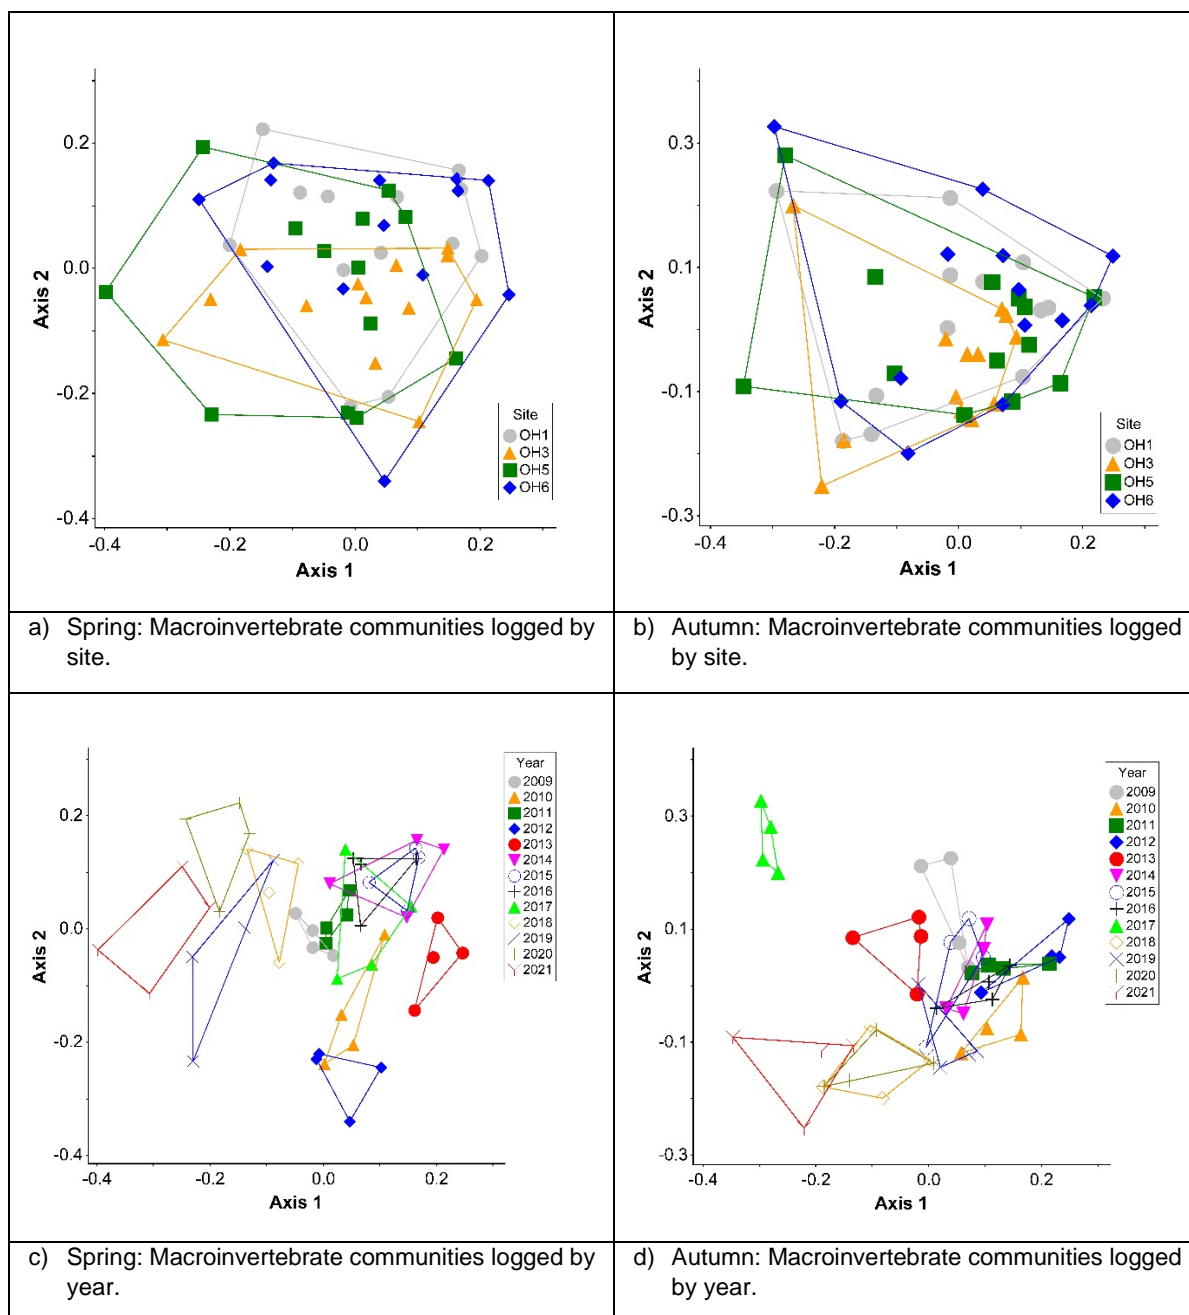 0.2
0.0
-0.2
-0.4
Axis 2
-0.4
-0.2
0.0
0.2
Axis 1
Site
OH1
OH3
OH5
OH6
0.3
0.1
-0.1
-0.3
Axis 2
-0.4
-0.2
0.0
0.2
Axis 1
Site
OH1
OH3
OH5
OH6
a) Spring: Macroinvertebrate communities logged by
site.
b) Autumn: Macroinvertebrate communities logged
by site.
0.2
0.0
-0.2
-0.4
Axis 2
-0.4
-0.2
0.0
0.2
Axis 1
Year
2009
2010
2011
2012
2013
2014
2015
2016
2017
2018
2019
2020
2021
0.3
0.1
-0.1
-0.3
Axis 2
-0.4
-0.2
0.0
0.2
Axis 1
Year
2009
2010
2011
2012
2013
2014
2015
2016
2017
2018
2019
2020
2021
c) Spring: Macroinvertebrate communities logged by
year.
d) Autumn: Macroinvertebrate communities logged
by year.